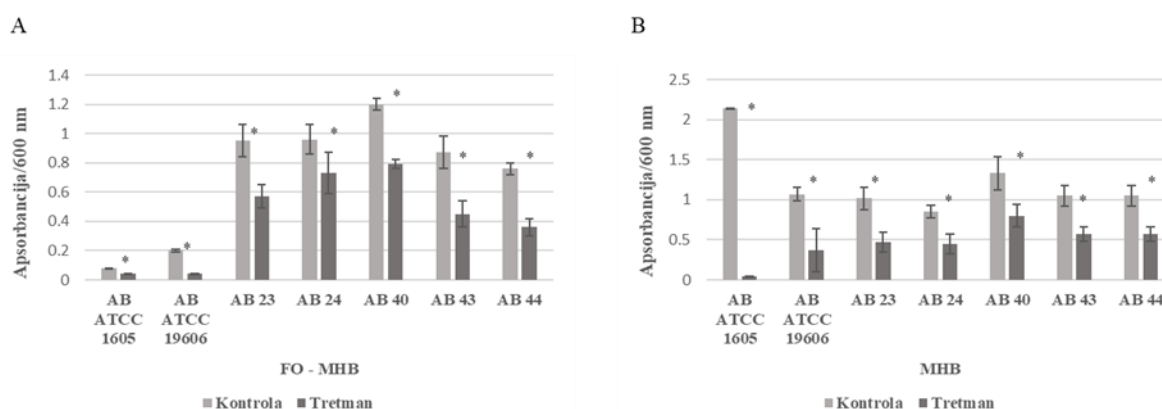 A
Apsorbancija/600 nm
1.4
1.2
1
0.8
0.6
0.4
0.2
0
*
*
*
*
*
*
*
AB ATCC 1605
AB ATCC 19606
AB 23
AB 24
AB 40
AB 43
AB 44
FO - MHB
Kontrola
Tretman
B
Apsorbancija/600 nm
2.5
2
1.5
1
0.5
0
*
*
*
*
*
*
*
AB ATCC 1605
AB ATCC 19606
AB 23
AB 24
AB 40
AB 43
AB 44
MHB
Kontrola
Tretman